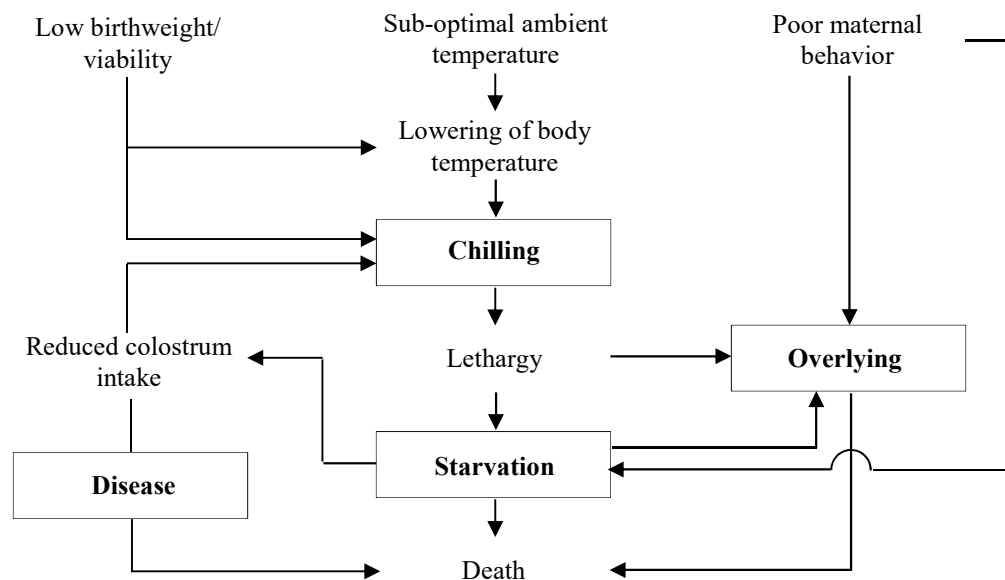 Low birthweight/
viability
Sub-optimal ambient
temperature
Poor maternal
behavior
Lowering of body
temperature
Chilling
Reduced colostrum
intake
Lethargy
Overlying
Disease
Starvation
Death